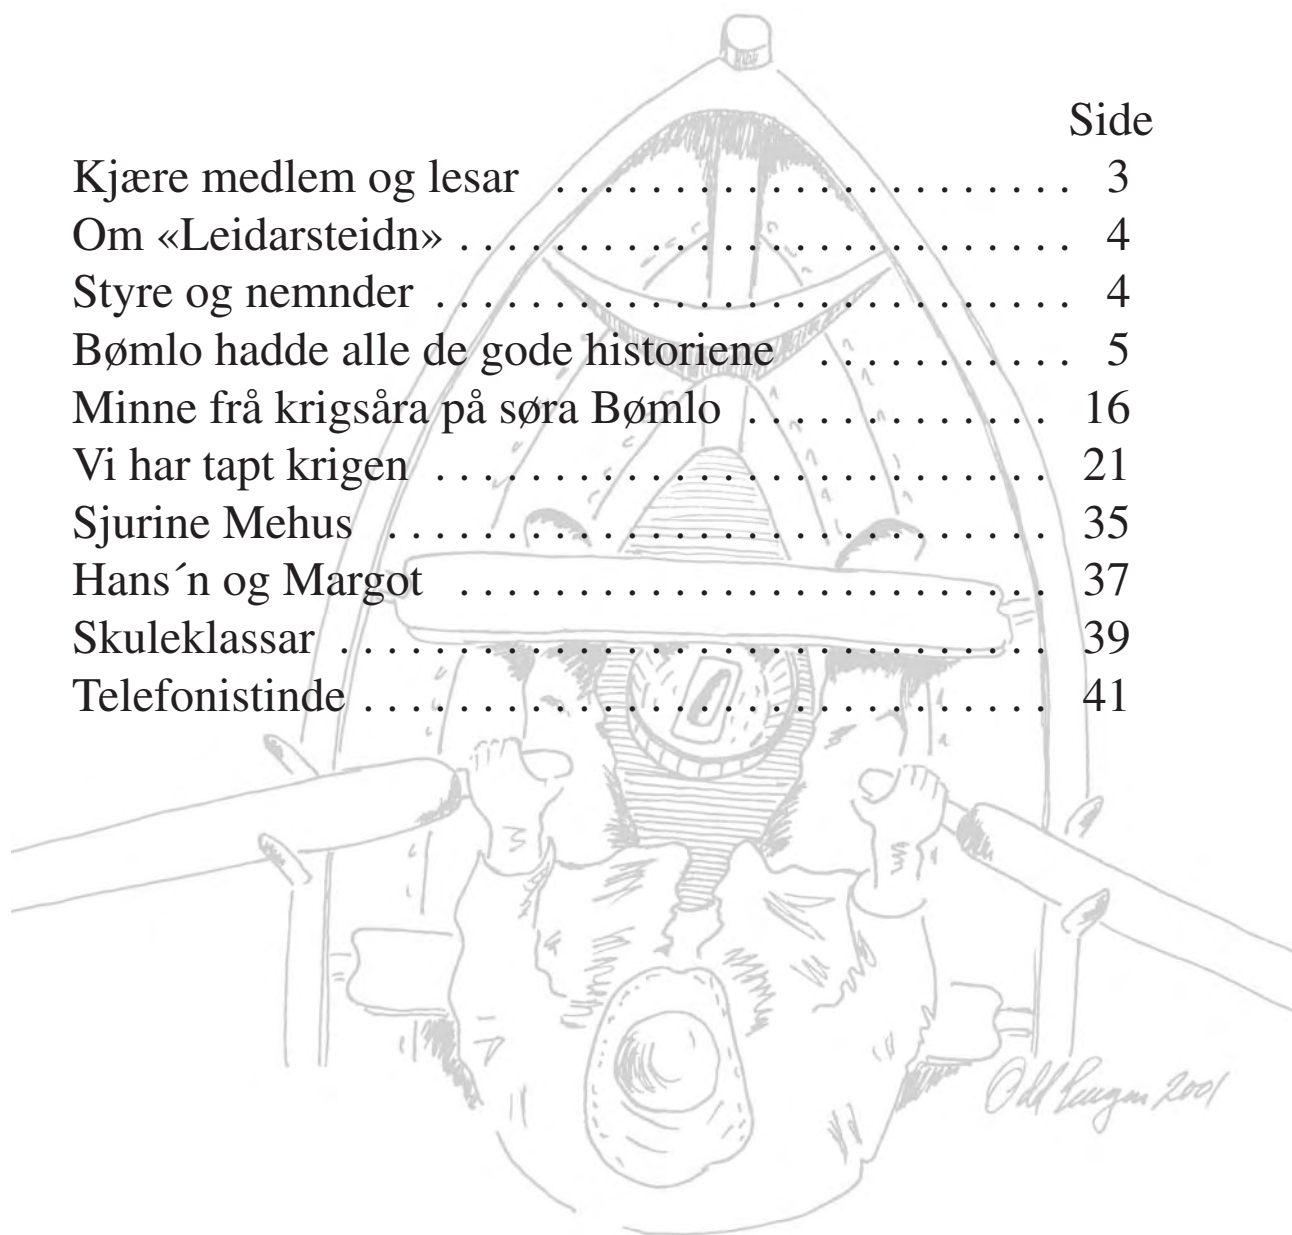 Side
Kjære medlem og lesar . . . . . . . . . . . . . . . . . . . . . . 3
Om «Leidarsteidn» . . . . . . . . . . . . . . . . . . . . . . . . . . 4
Styre og nemnder . . . . . . . . . . . . . . . . . . . . . . . . . . . 4
Bømlo hadde alle de gode historiene . . . . . . . . . . . 5
Minne frå krigsåra på søra Bømlo . . . . . . . . . . . . . 16
Vi har tapt krigen . . . . . . . . . . . . . . . . . . . . . . . . . . 21
Sjurine Mehus . . . . . . . . . . . . . . . . . . . . . . . . . . . . 35
Hans´n og Margot . . . . . . . . . . . . . . . . . . . . . . . . . 37
Skuleklassar . . . . . . . . . . . . . . . . . . . . . . . . . . . . . . 39
Telefonistinde . . . . . . . . . . . . . . . . . . . . . . . . . . . . . 41
Odd 2001